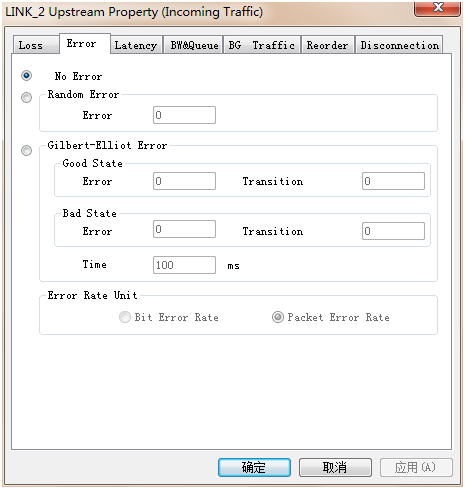 LINK_2 Upstream Property (Incoming Traffic)
Loss Error Latency BW&Queue BG Traffic Reorder Disconnection
No Error
Random Error
Error 0
Gilbert-Elliot Error
Good State
Error 0 Transition 0
Bad State
Error 0 Transition 0
Time 100 ms
Error Rate Unit
Bit Error Rate Packet Error Rate
确定 取消 应用(A)